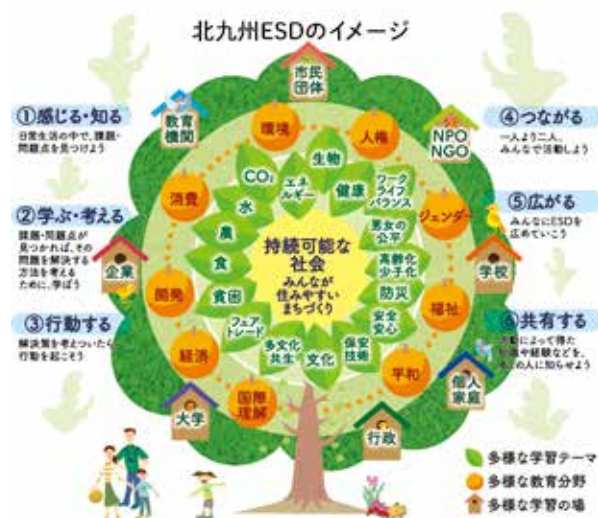 北九州ESDのイメージ
①感じる・知る
日常生活の中で、課題・
問題点を見つけよう
②学ぶ・考える
課題・問題点が
見つかれば、その
問題を解決する
方法を考える
ために、学ぼう
③行動する
解決策を考えついたら
行動を起こそう
④つながる
一人より二人、
みんなで活動しよう
⑤広がる
みんなにESDを
広めていこう
⑥共有する
によって得た
や経験などを、
の人に知らせよう
市民
団体
教育
機関
NPO
NGO
企業
学校
大学
行政
個人
家庭
環境
人権
消費
ジェンダー
開発
福祉
経済
平和
国際
理解
生物
CO₂
エネ
ルギー
健康
ワーク
ライフ
バランス
水
男女の
公平
農
高齢化
少子化
食
防災
貧困
安全
安心
フェア
トレード
保安
技術
多文化
共生
文化
持続可能な
社会
みんなが
住みやすい
まちづくり
多様な学習テーマ
多様な教育分野
多様な学習の場